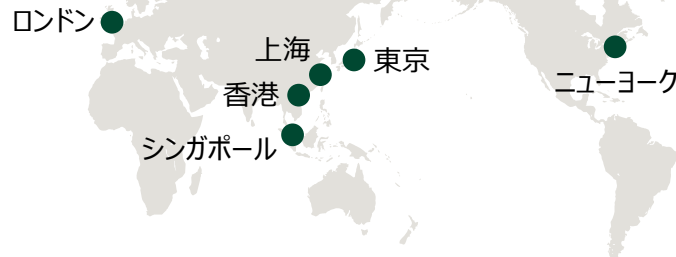 ロンドン
上海
東京
香港
シンガポール
ニューヨーク